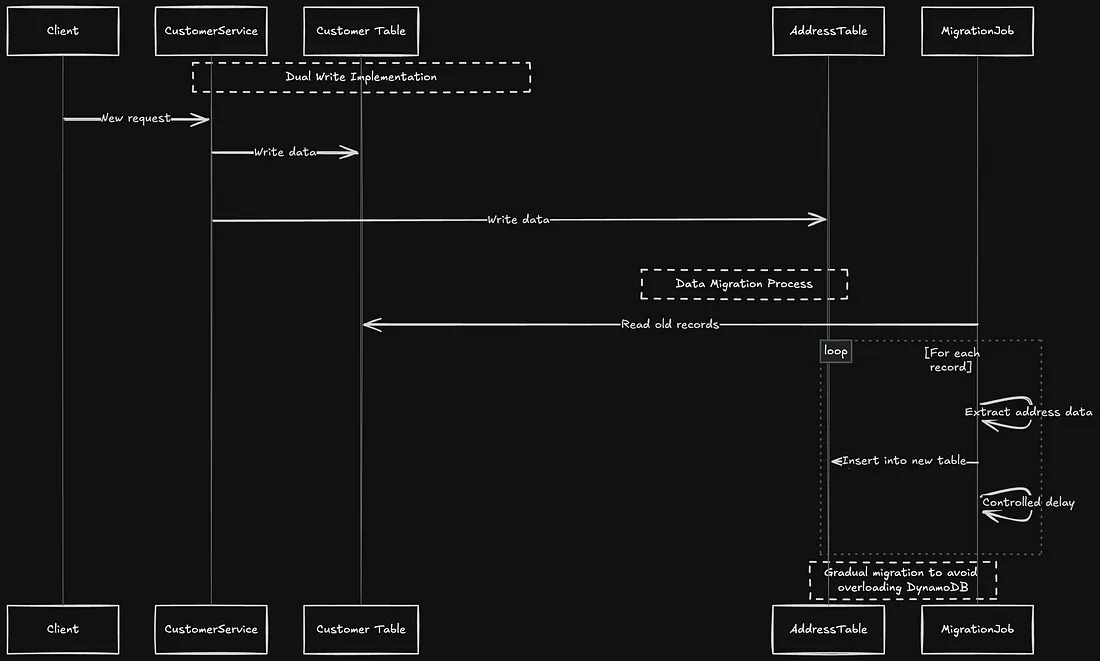 Client
CustomerService
Customer Table
AddressTable
MigrationJob
Dual Write Implementation
New request
Write data
Write data
Data Migration Process
Read old records
loop
[For each
record]
Extract address data
Insert into new table
Controlled delay
Gradual migration to avoid
overloading DynamoDB
Client
CustomerService
Customer Table
AddressTable
MigrationJob